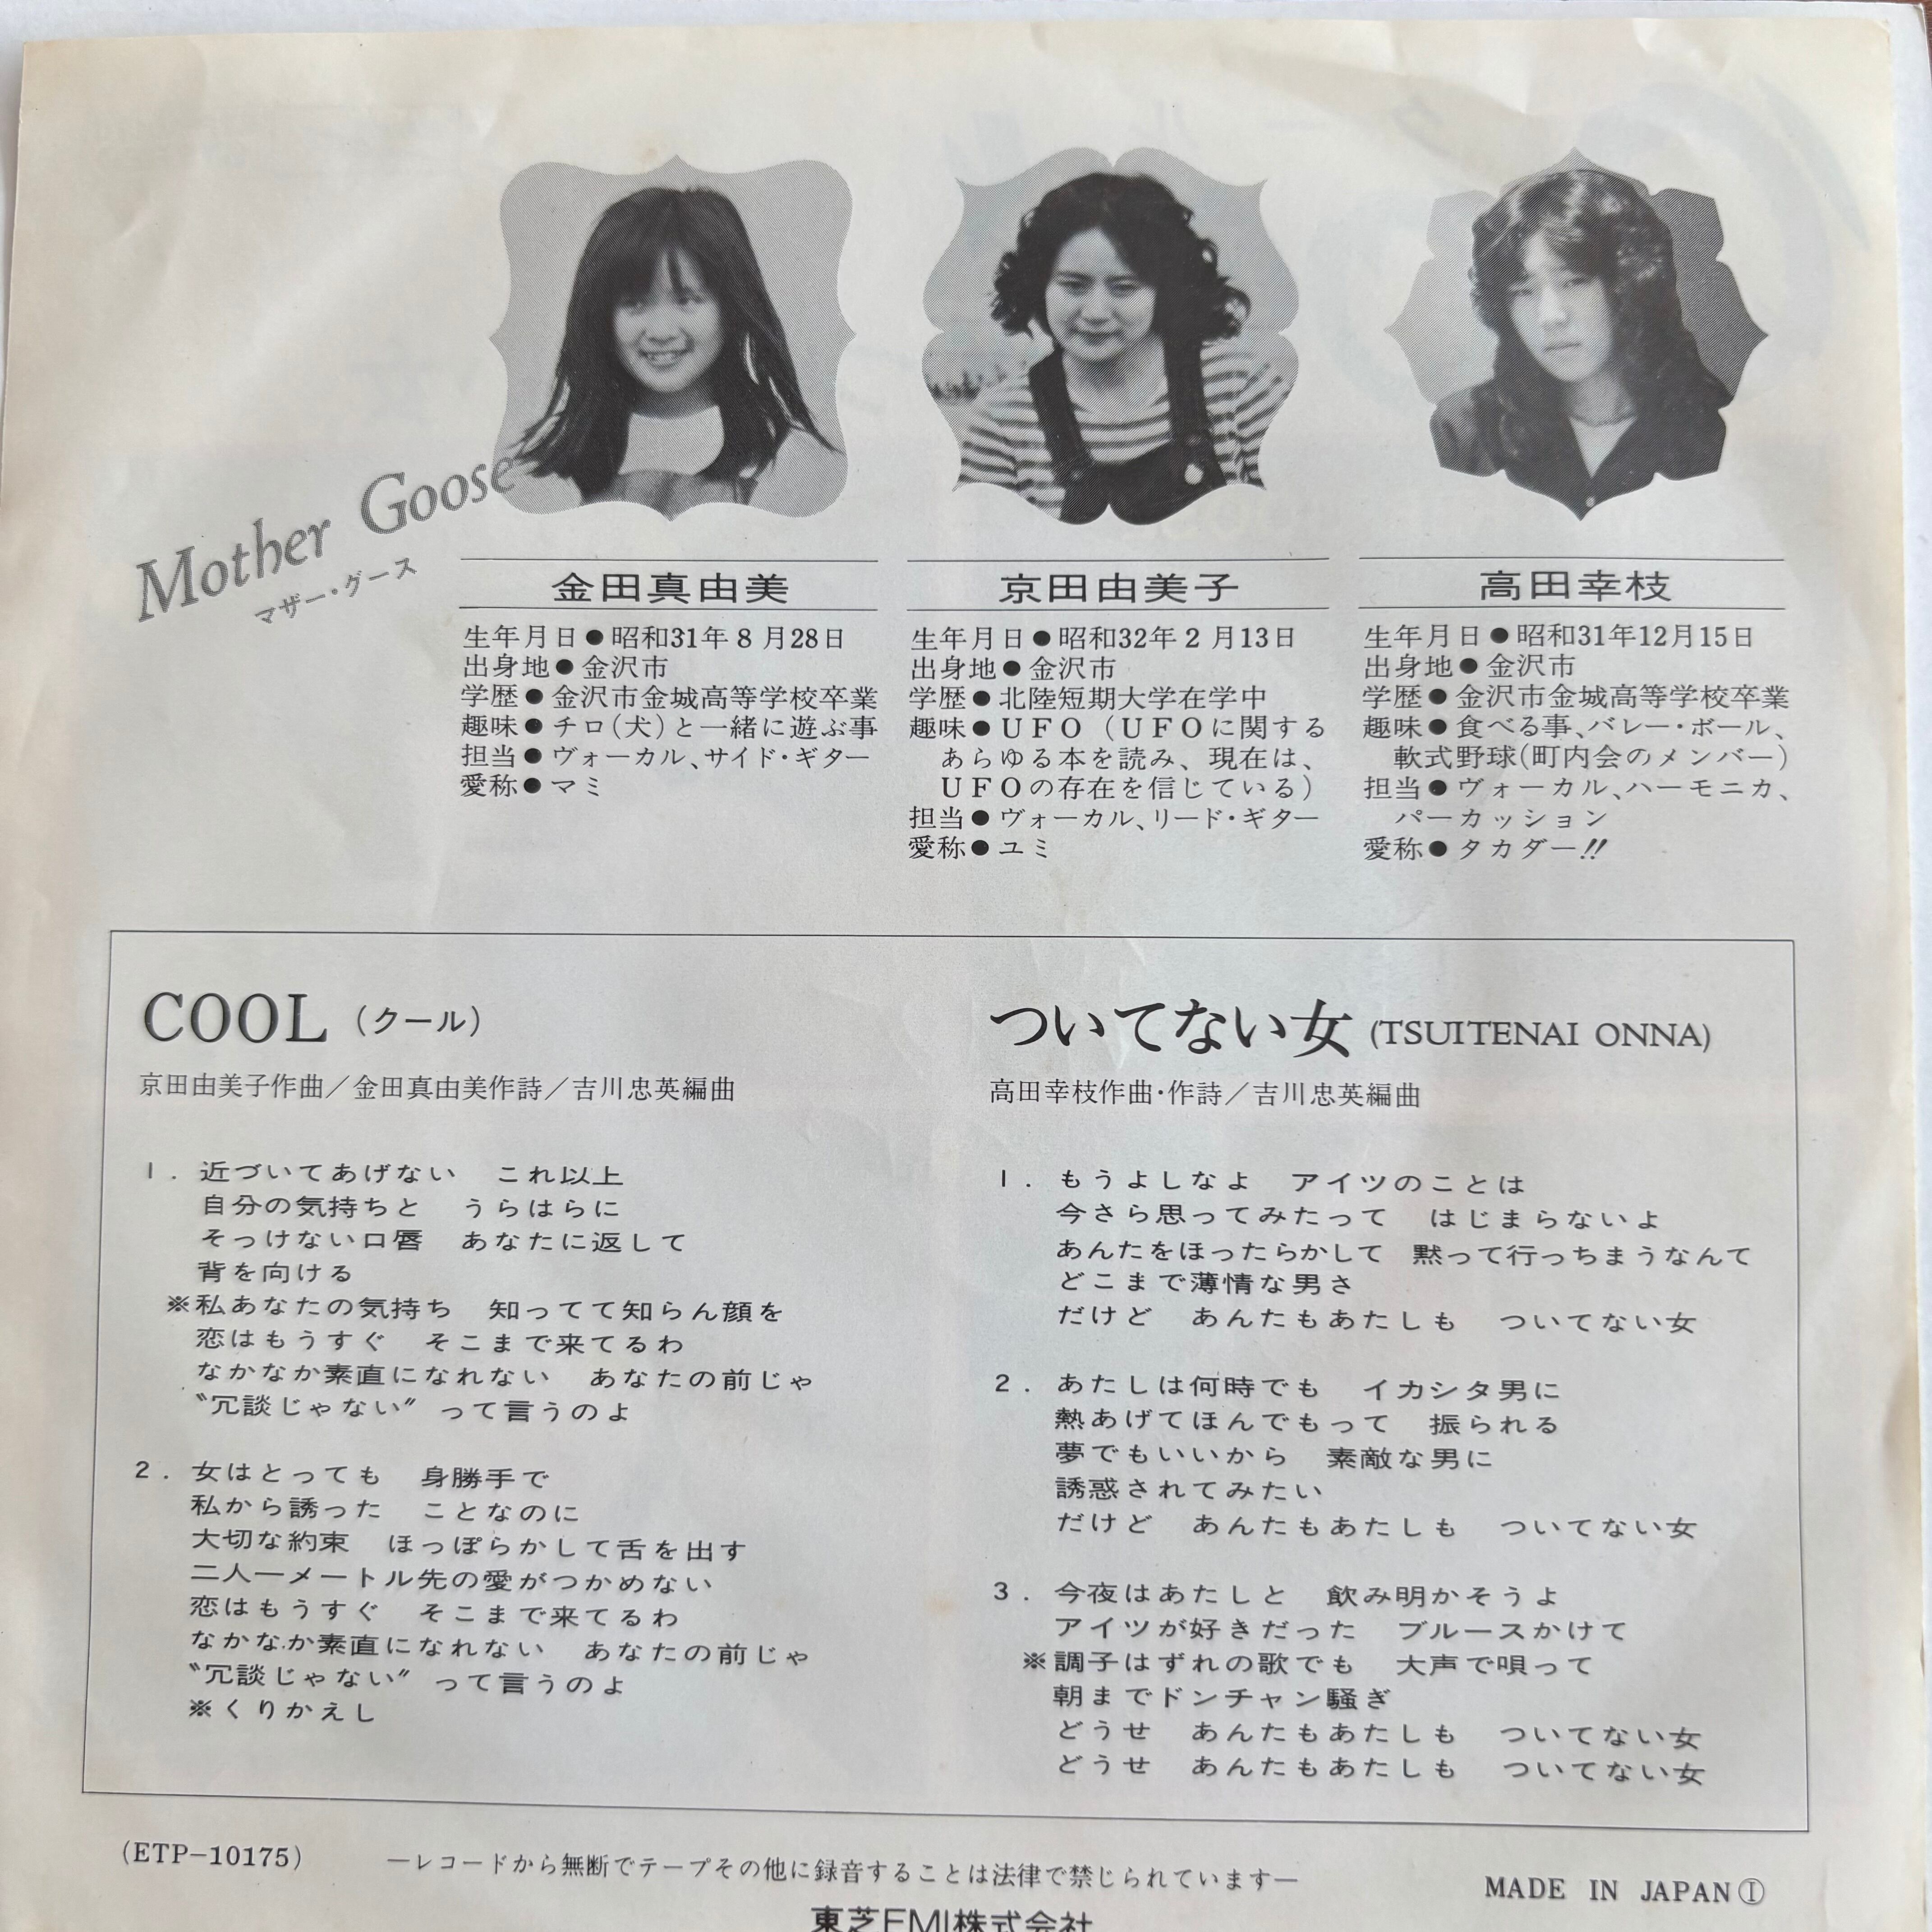 Mother Goose
マザー・グース
金田真由美
生年月日●昭和31年8月28日
出身地●金沢市
学歴●金沢市金城高等学校卒業
趣味●チロ(犬)と一緒に遊ぶ事
担当●ヴォーカル、サイド・ギター
愛称●マミ
京田由美子
生年月日●昭和32年2月13日
出身地●金沢市
学歴●北陸短期大学在学中
趣味●UFO(UFOに関する
あらゆる本を読み、現在は、
UFOの存在を信じている)
担当●ヴォーカル、リード・ギター
愛称●ユミ
高田幸枝
生年月日●昭和31年12月15日
出身地●金沢市
学歴●金沢市金城高等学校卒業
趣味●食べる事、バレー・ボール、
軟式野球(町内会のメンバー)
担当●ヴォーカル、ハーモニカ、
パーカッション
愛称●タカダー!!
COOL(クール)
京田由美子作曲/金田真由美作詩/吉川忠英編曲
1.近づいてあげない これ以上
自分の気持ちと うらはらに
そっけない口唇 あなたに返して
背を向ける
※私あなたの気持ち 知ってて知らん顔を
恋はもうすぐ そこまで来てるわ
なかなか素直になれない あなたの前じゃ
〝冗談じゃない〞って言うのよ
2.女はとっても 身勝手で
私から誘った ことなのに
大切な約束 ほっぽらかして舌を出す
二人一メートル先の愛がつかめない
恋はもうすぐ そこまで来てるわ
なかなか素直になれない あなたの前じゃ
〝冗談じゃない〞って言うのよ
※くりかえし
ついてない女(TSUITENAI ONNA)
高田幸枝作曲・作詩/吉川忠英編曲
1.もうよしなよ アイツのことは
今さら思ってみたって はじまらないよ
あんたをほったらかして 黙って行っちまうなんて
どこまで薄情な男さ
だけど あんたもあたしも ついてない女
2.あたしは何時でも イカシタ男に
熱あげてほんでもって 振られる
夢でもいいから 素敵な男に
誘惑されてみたい
だけど あんたもあたしも ついてない女
3.今夜はあたしと 飲み明かそうよ
アイツが好きだった ブルースかけて
※調子はずれの歌でも 大声で唄って
朝までドンチャン騒ぎ
どうせ あんたもあたしも ついてない女
どうせ あんたもあたしも ついてない女
(ETP-10175)
―レコードから無断でテープその他に録音することは法律で禁じられています―
MADE IN JAPAN Ⓘ
東芝EMI株式会社